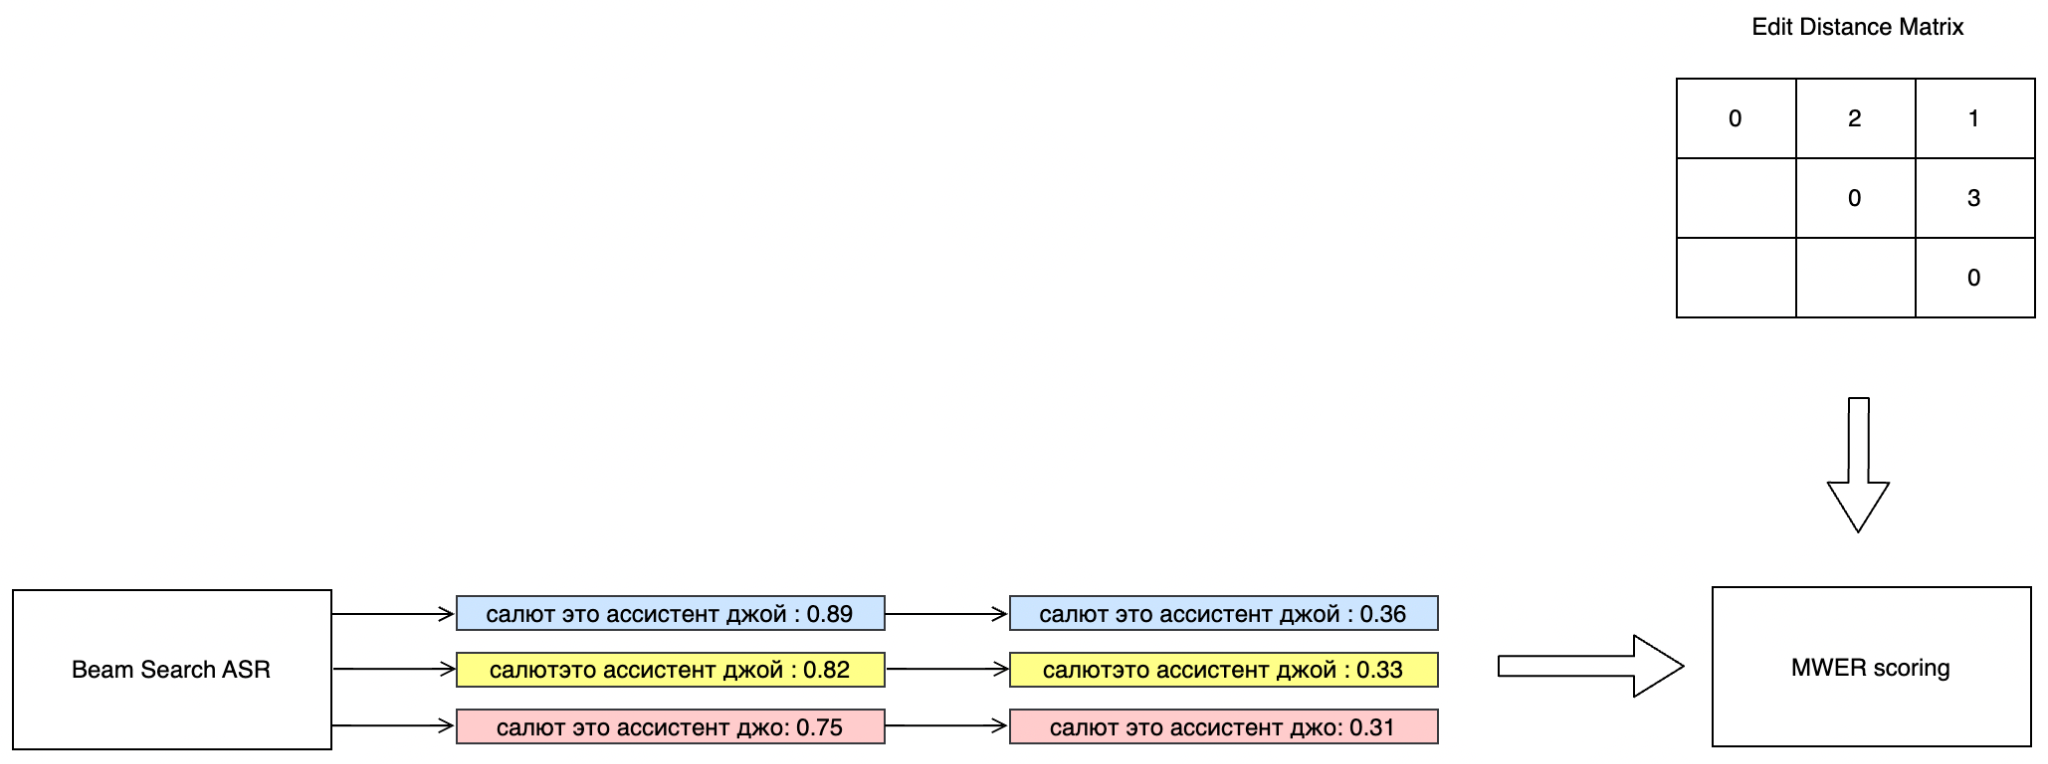 Edit Distance Matrix
0 2 1
0 3
0
Beam Search ASR
салют это ассистент джой : 0.89
салют это ассистент джой : 0.36
салютэто ассистент джой : 0.82
салютэто ассистент джой : 0.33
салют это ассистент джо: 0.75
салют это ассистент джо: 0.31
MWER scoring